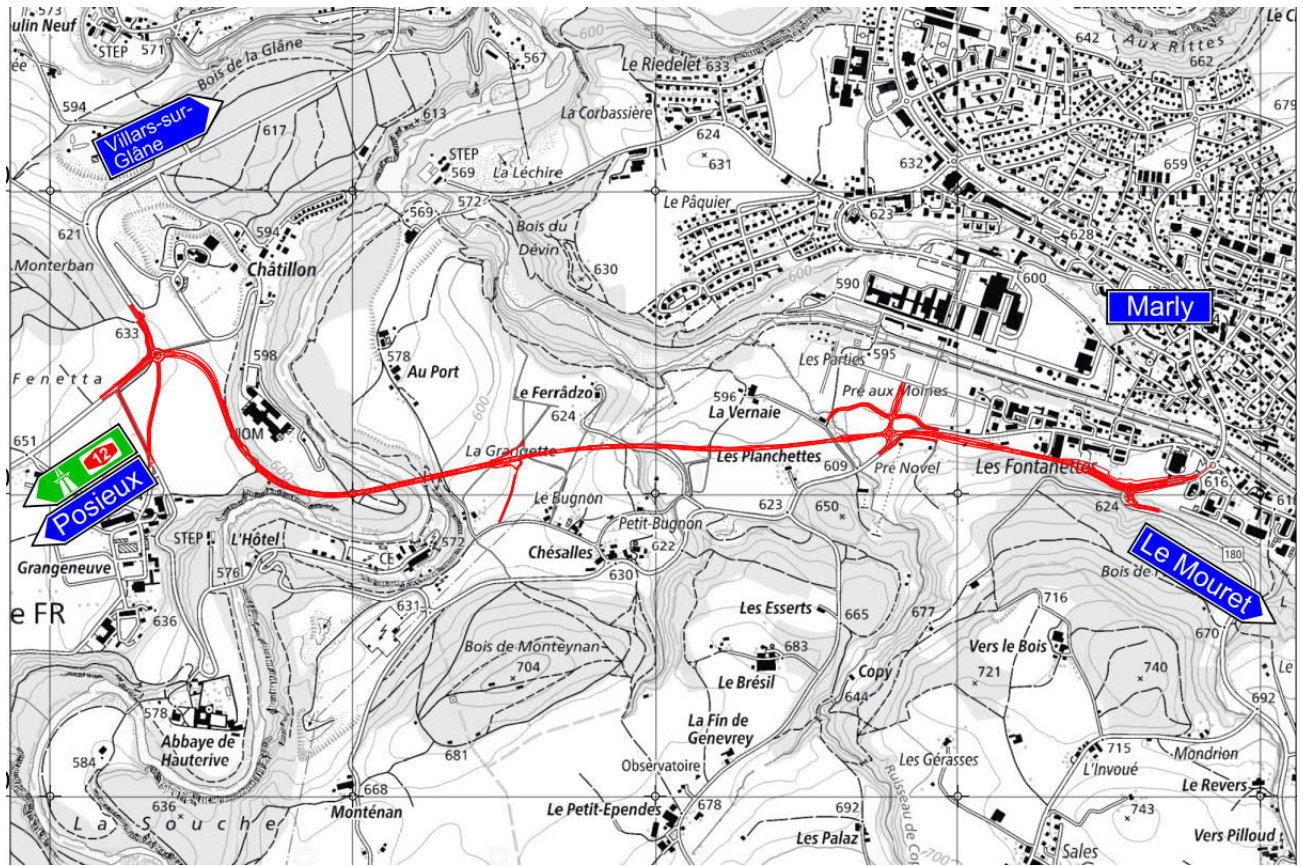 573
ulin Neuf
STEP
571
Bois de la Glâne
567
600
Le Riedelet
633
642
Aux Rittes
662
ée
594
Villars-sur-
Glâne
617
613
La Corbassière
624
631
632
659
679
STEP
569
La Léchire
572
569
Le Pâquier
623
628
621
594
Monterban
Châtillon
Bois du
Dévin
630
600
590
600
Marly
633
598
578
Au Port
600
Les Parties
595
Pré aux Moines
Fenetta
le Ferrâdzo
624
596
La Vernaie
651
12
Posieux
La Grangette
Les Planchettes
609
Pré Novel
Les Fontanettes
616
624
Le Bugnon
623
650
STEP
L'Hôtel
572
Petit-Bugnon
622
CE
Chésalles
630
180
Le Mouret
Grangeneuve
576
631
e FR
636
Les Esserts
665
677
716
670
Bois de Monteynan
704
683
Vers le Bois
Le Brésil
Copy
721
740
644
692
578
Abbaye de
Hauterive
681
La Fin de
Genevrey
584
Observatoire
Les Gérasses
715
Mondrion
L'Invoué
668
Le Revers
636
Monténan
Le Petit-Ependes
678
692
743
La Souche
Les Palaz
700
Sales
Vers Pilloud